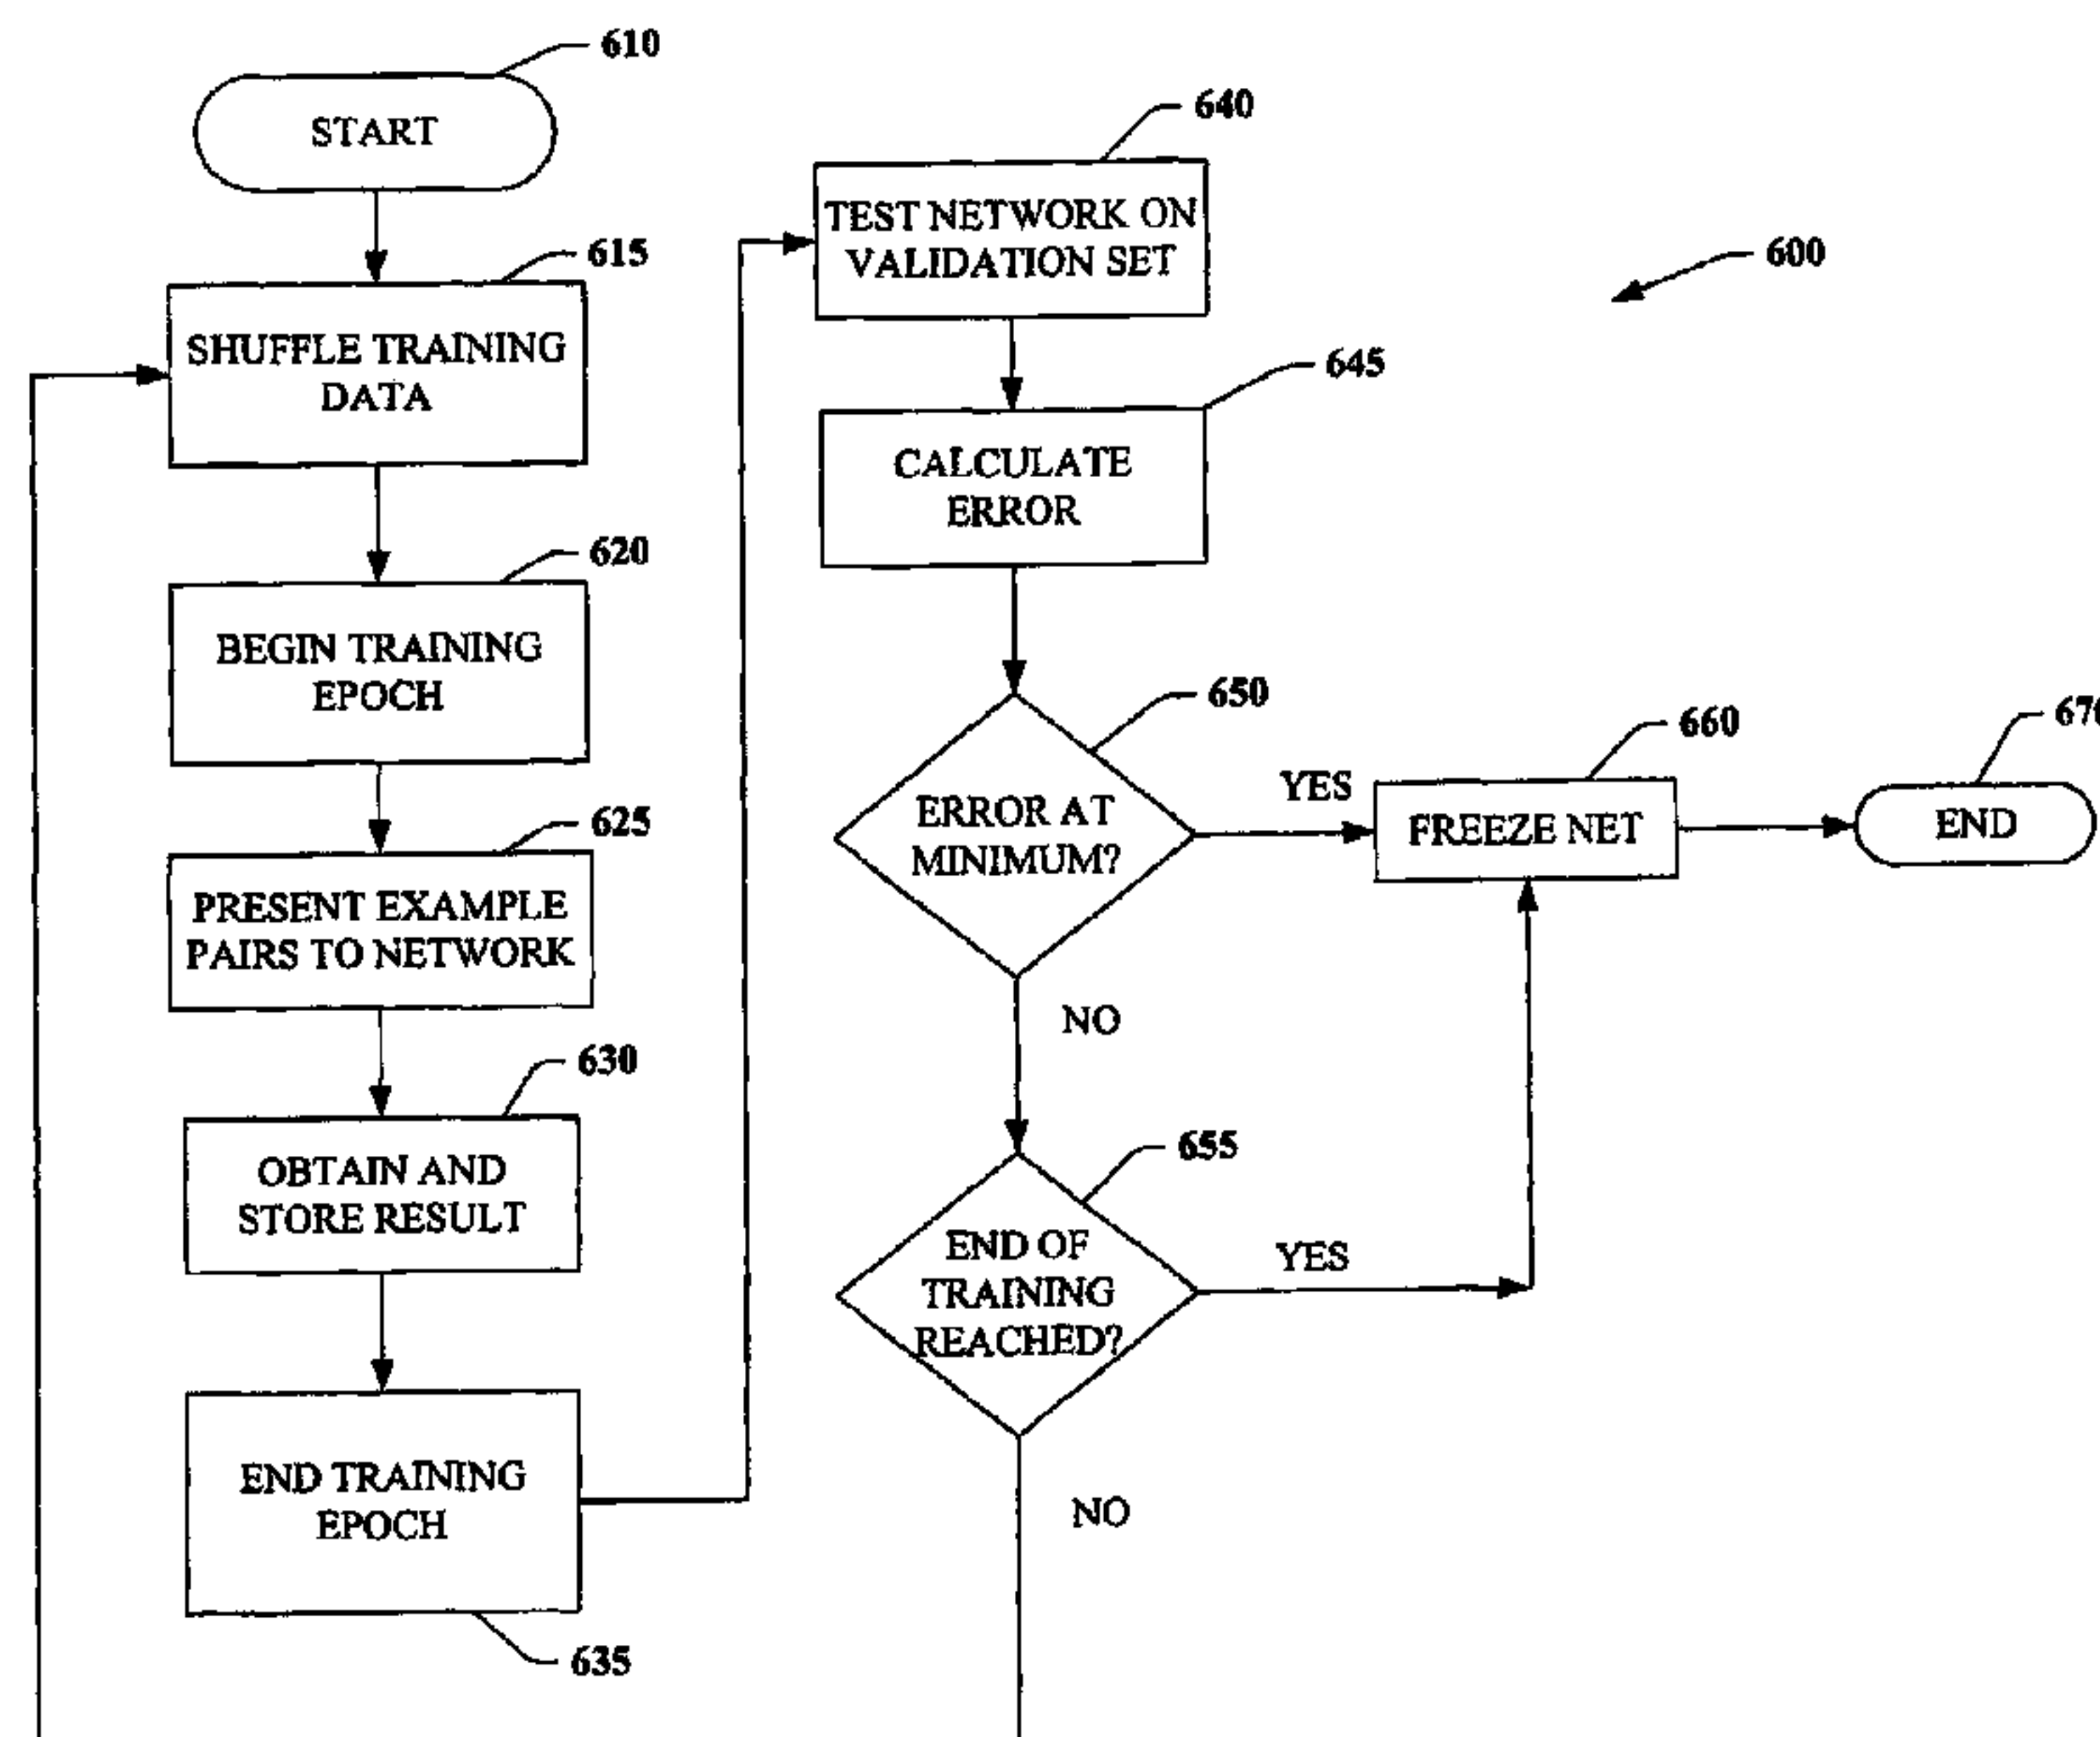 610
START
615
SHUFFLE TRAINING
DATA
620
BEGIN TRAINING
EPOCH
625
PRESENT EXAMPLE
PAIRS TO NETWORK
630
OBTAIN AND
STORE RESULT
END TRAINING
EPOCH
635
640
TEST NETWORK ON
VALIDATION SET
600
645
CALCULATE
ERROR
650
ERROR AT
MINIMUM?
YES
660
FREEZE NET
END
NO
655
END OF
TRAINING
REACHED?
YES
NO